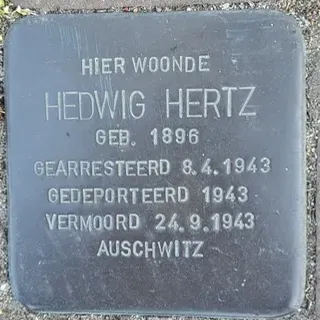 HIER WOONDE
HEDWIG HERTZ
GEB. 1896
GEARRESTEERD 8.4.1943
GEDEPORTEERD 1943
VERMOORD 24.9.1943
AUSCHWITZ